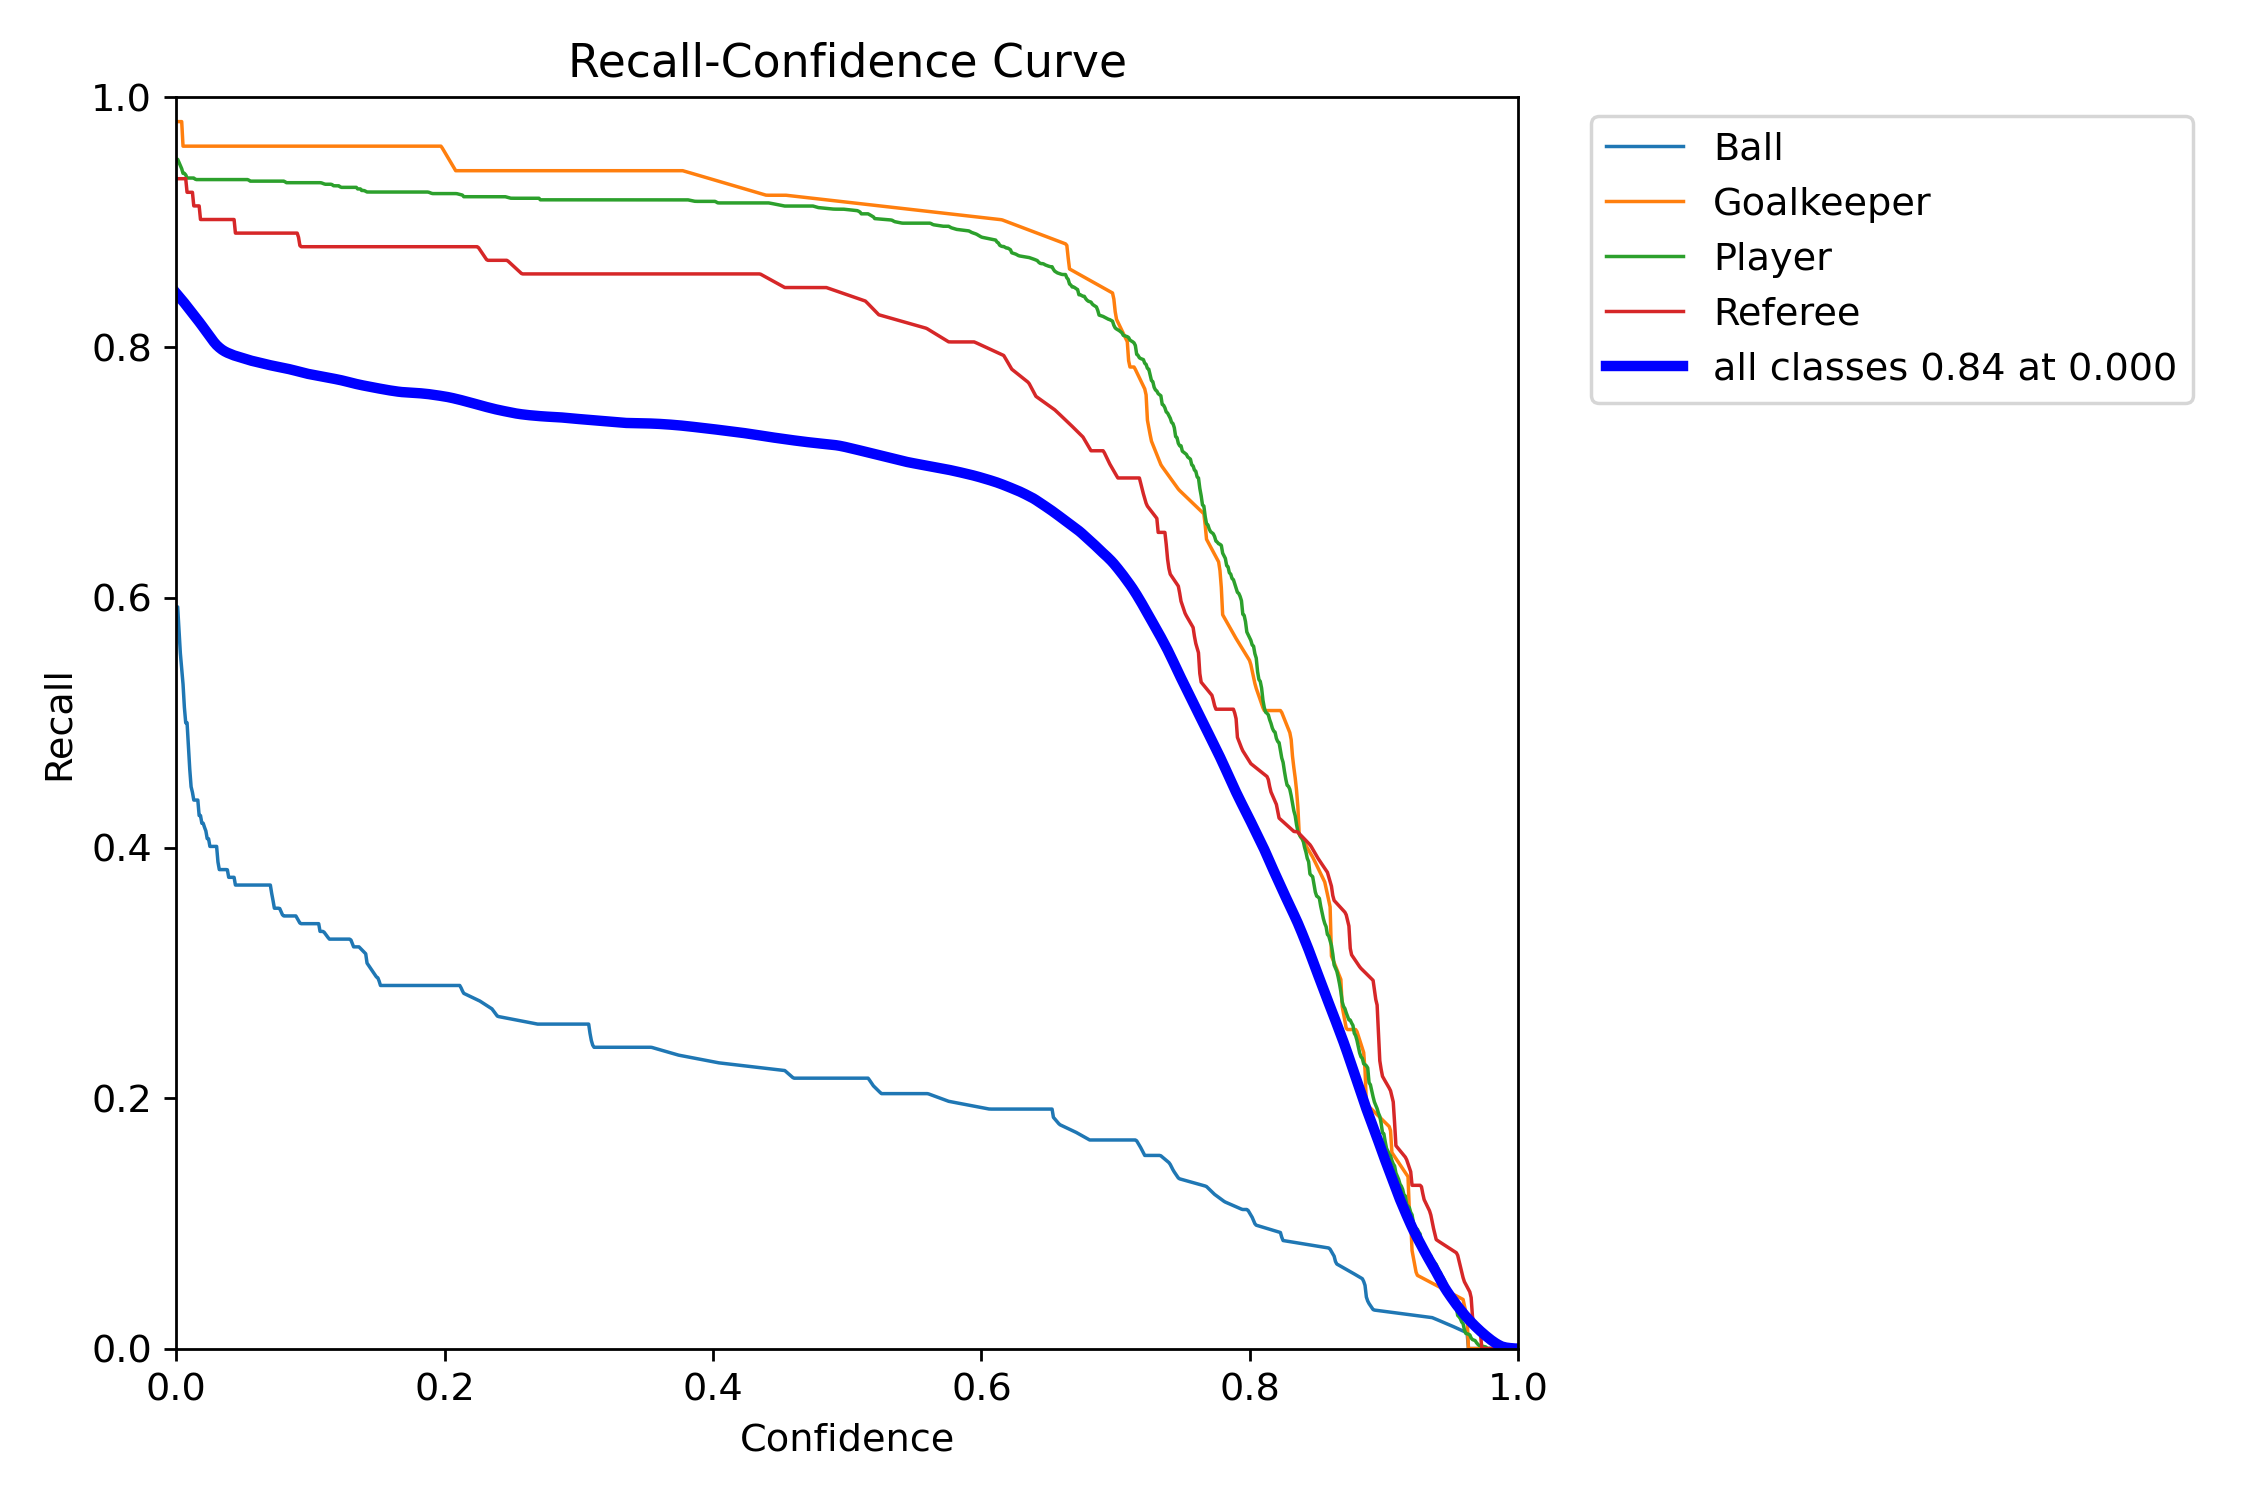 Recall-Confidence Curve
1.0
0.8
0.6
0.4
0.2
0.0
Recall
0.0 0.2 0.4 0.6 0.8 1.0
Confidence
Ball
Goalkeeper
Player
Referee
all classes 0.84 at 0.000